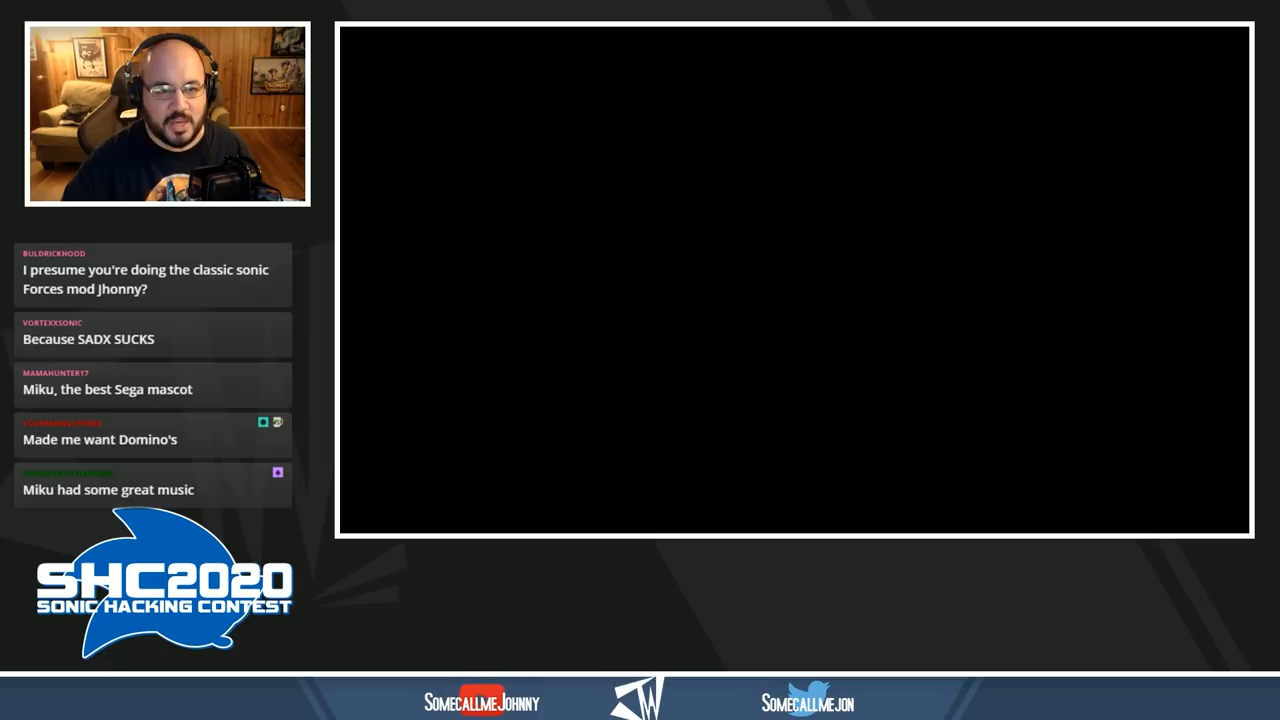 BULDRICKHOOD
I presume you're doing the classic sonic
Forces mod Jhonny?
VORTEXXSONIC
Because SADX SUCKS
MAMAHUNTER17
Miku, the best Sega mascot
Made me want Domino's
Miku had some great music
SHC2020
SONIC HACKING CONTEST
SOMECALLMEJOHNNY
SOMECALLMEJON